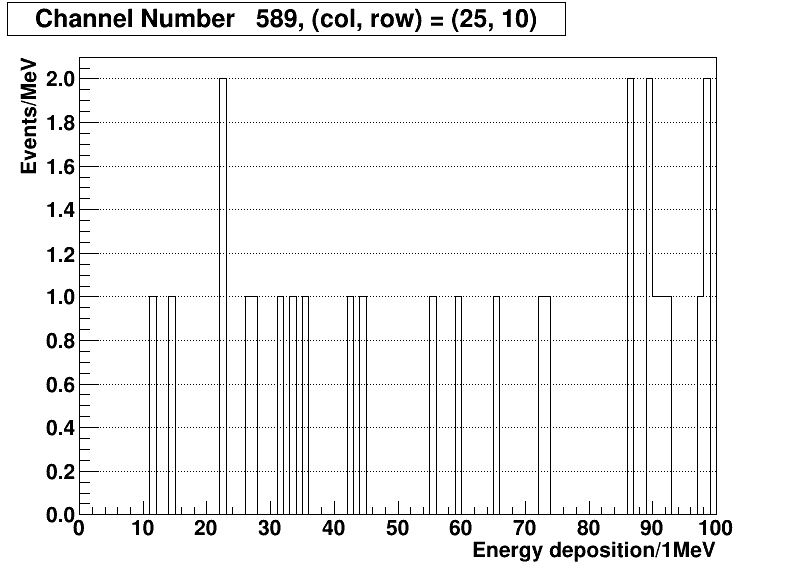 Channel Number   589, (col, row) = (25, 10)
Events/MeV
2.0
1.8
1.6
1.4
1.2
1.0
0.8
0.6
0.4
0.2
0.0
0 10 20 30 40 50 60 70 80 90 100
Energy deposition/1MeV